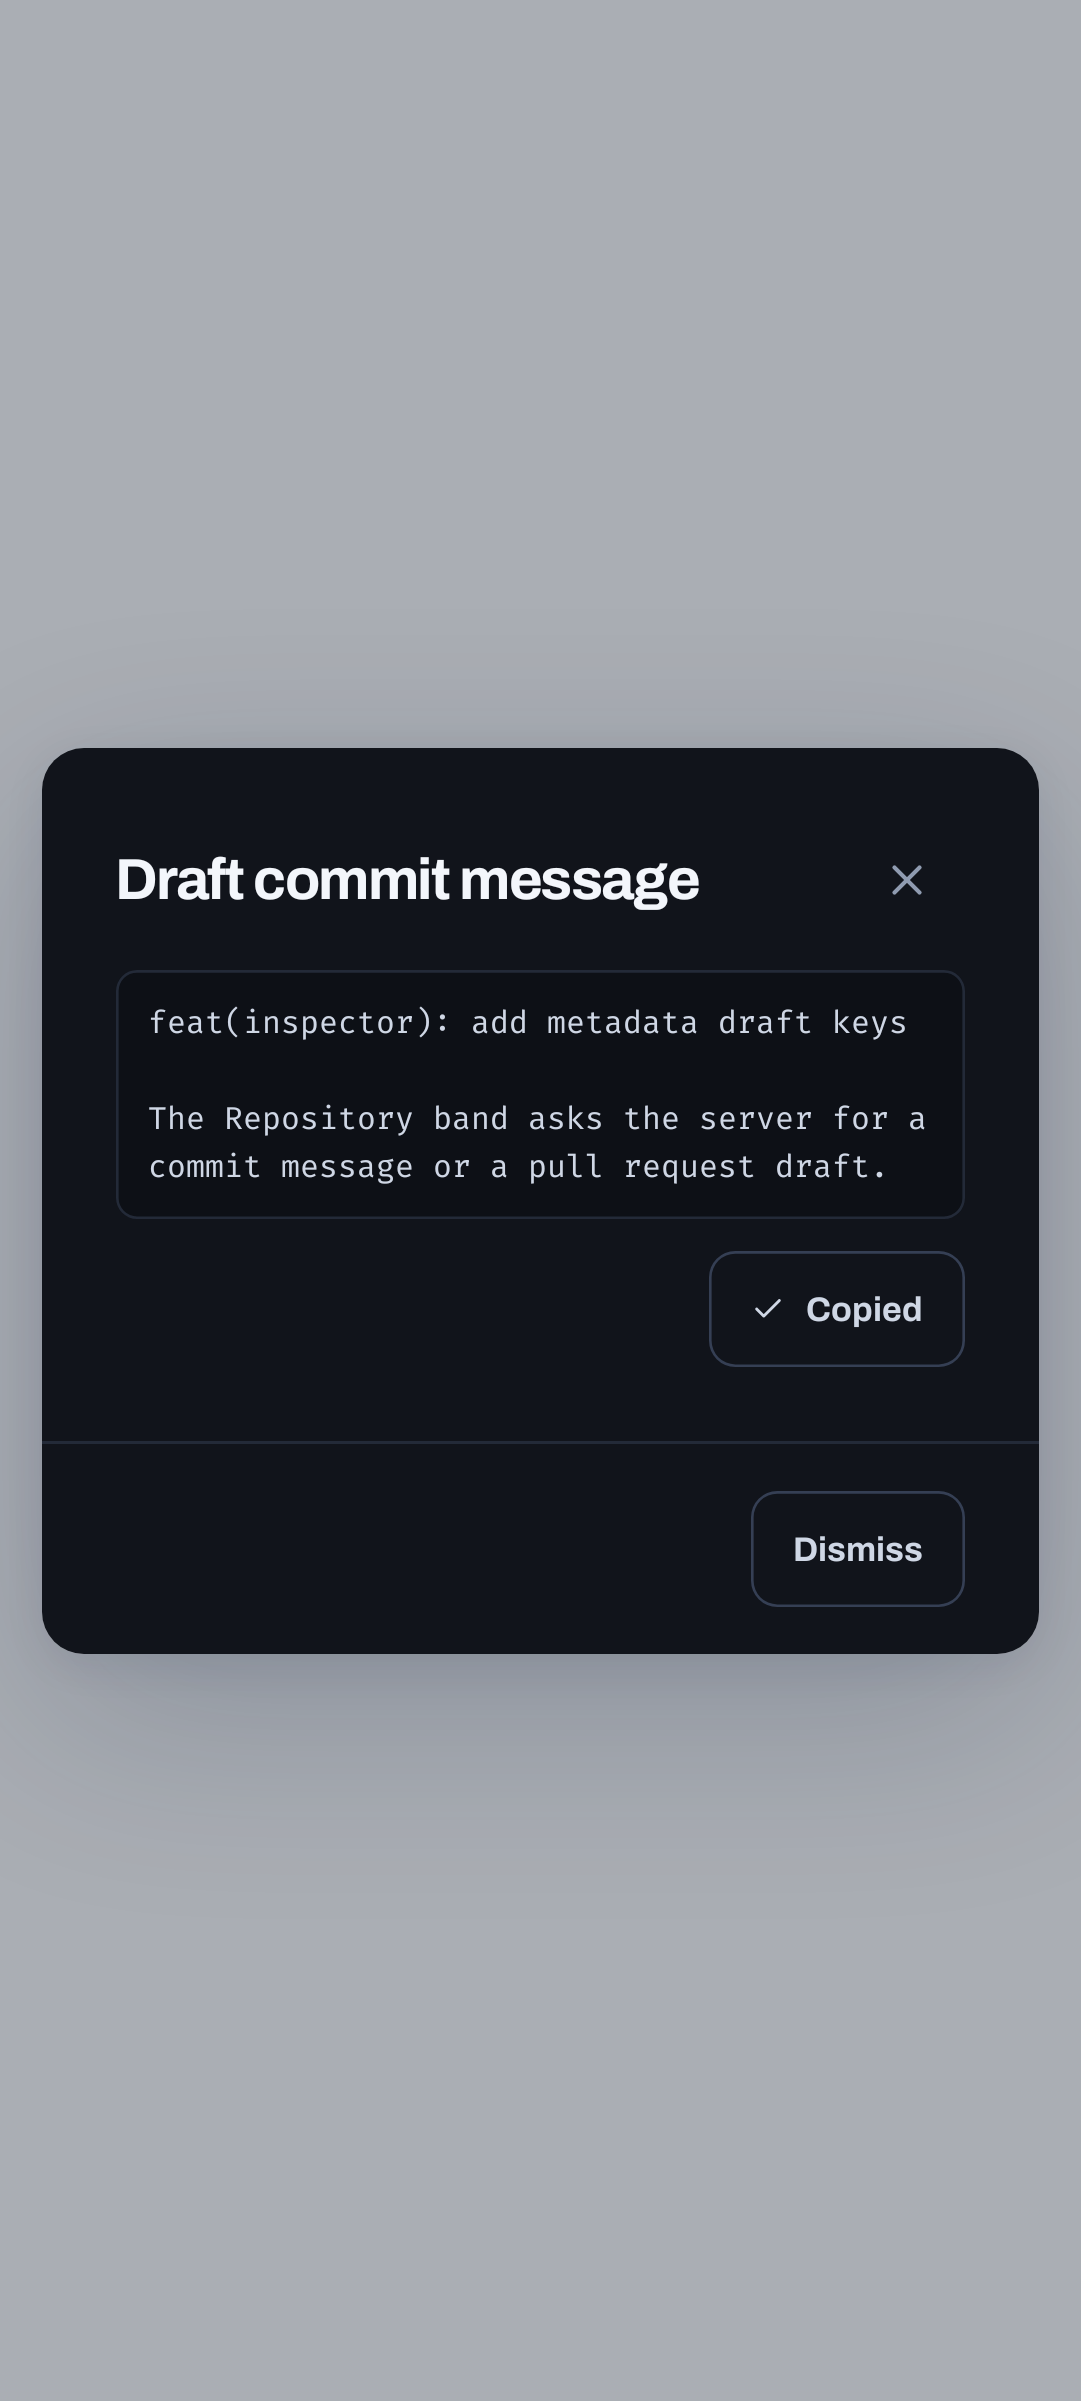 Draft commit message
feat(inspector): add metadata draft keys
The Repository band asks the server for a
commit message or a pull request draft.
Copied
Dismiss